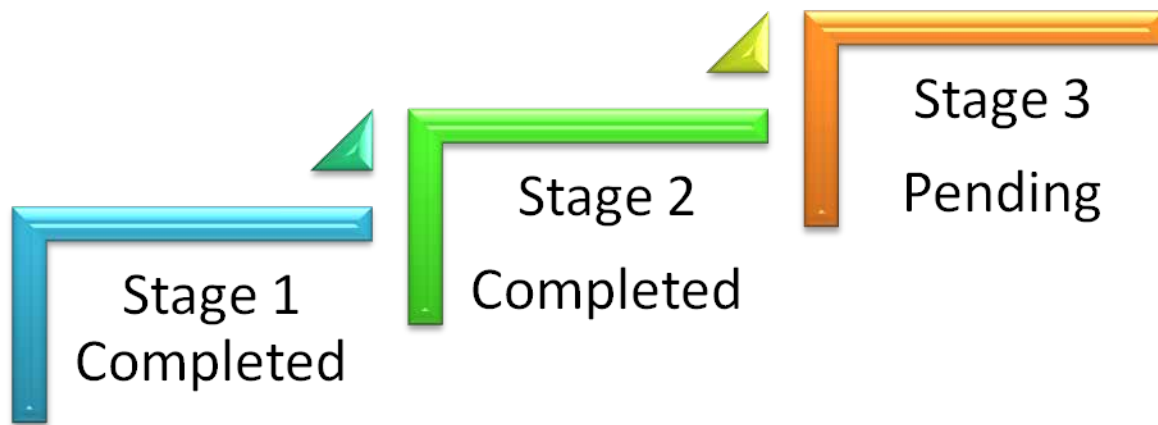 Stage 1
Completed
Stage 2
Completed
Stage 3
Pending